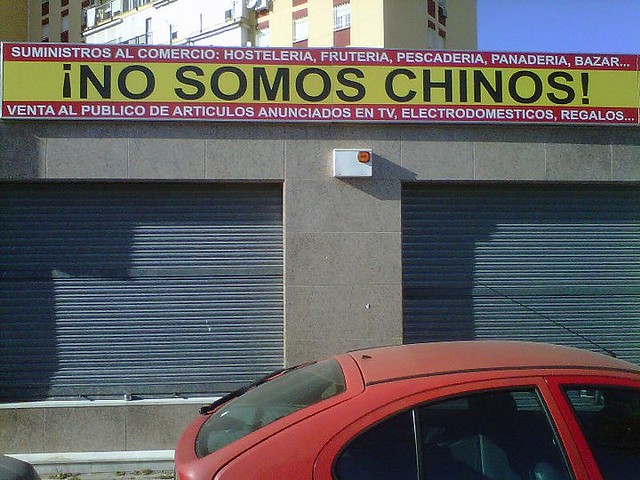 SUMINISTROS AL COMERCIO: HOSTELERIA, FRUTERIA, PESCADERIA, PANADERIA, BAZAR...
¡NO SOMOS CHINOS!
VENTA AL PUBLICO DE ARTICULOS ANUNCIADOS EN TV, ELECTRODOMESTICOS, REGALOS...